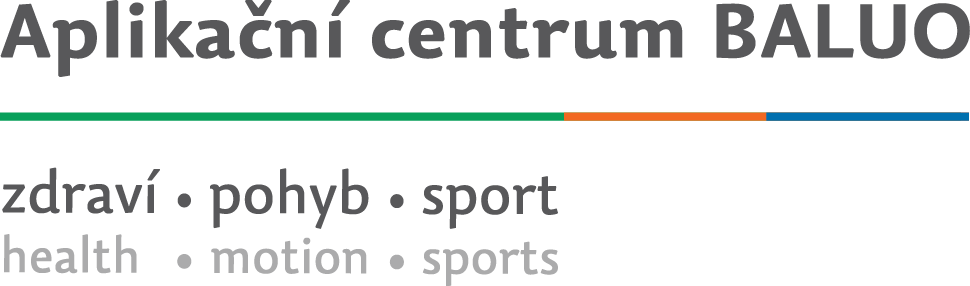 Aplikační centrum BALUO
zdraví • pohyb • sport
health • motion • sports